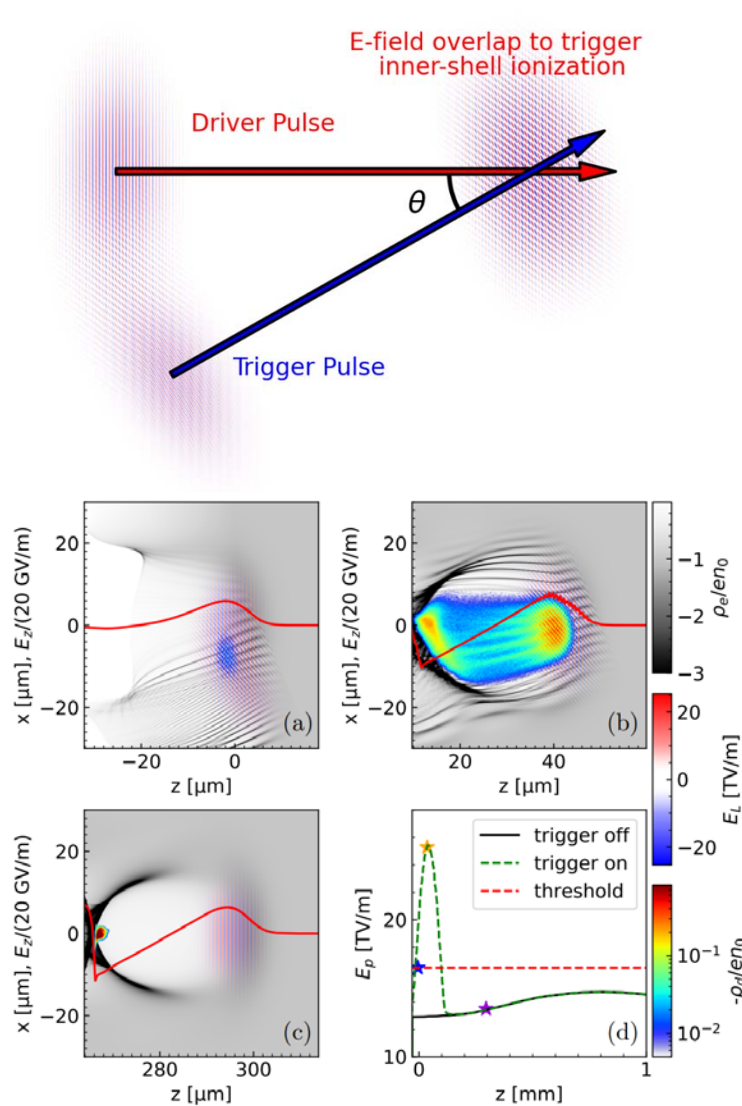 E-field overlap to trigger
inner-shell ionization
Driver Pulse
θ
Trigger Pulse
x [μm], E_z/(20 GV/m)
20
0
−20
(a)
−20
0
z [μm]
x [μm], E_z/(20 GV/m)
20
0
−20
(b)
20
40
z [μm]
−1
−2
−3
ρ_e/en_0
20
0
−20
E_L [TV/m]
x [μm], E_z/(20 GV/m)
20
0
−20
(c)
280
300
z [μm]
E_p [TV/m]
20
10
trigger off
trigger on
threshold
(d)
0
1
z [mm]
10^{-1}
10^{-2}
-ρ_d/en_0